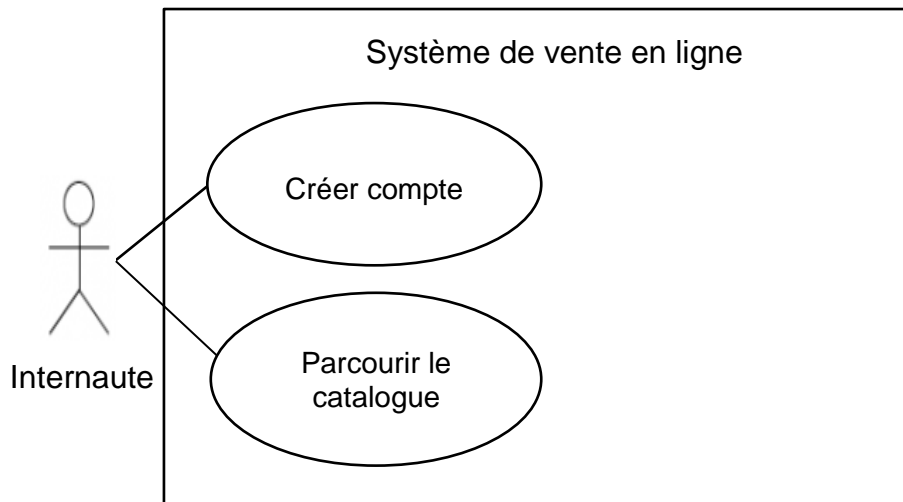 Système de vente en ligne
Créer compte
Parcourir le
catalogue
Internaute